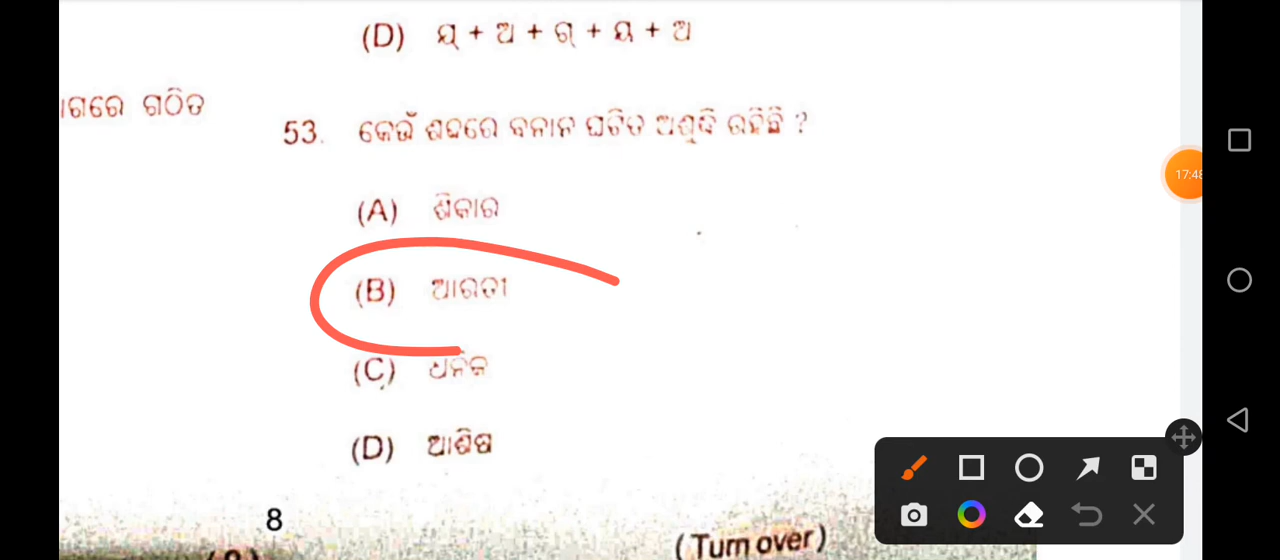 (D) ଯ୍ + ଅ + ଗ୍ + ୟ + ଅ
ାଗରେ ଗଠିତ
53. କେଉଁ ଶବ୍ଦରେ ବନାନ ଘଟିତ ଅଶୁଦ୍ଧି ରହିଛି ?
(A) ଶିକାର
(B) ଆରତୀ
(C) ଧନିକ
(D) ଆଶିଷ
8
(Turn over)
17:48